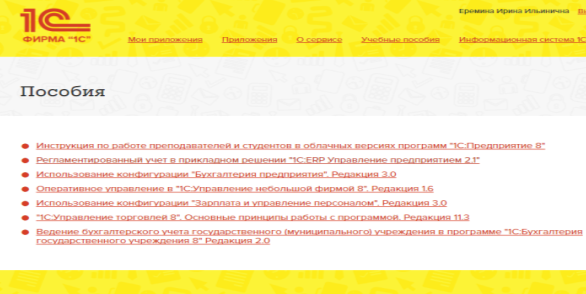 Еремина Ирина Ильинична
1С
ФИРМА "1С"
Мои приложения Приложения О сервисе Учебные пособия Информационная система 1С
Пособия
Инструкция по работе преподавателей и студентов в облачных версиях программ "1С:Предприятие 8"
Регламентированный учет в прикладном решении "1С:ERP Управление предприятием 2.1"
Использование конфигурации "Бухгалтерия предприятия". Редакция 3.0
Оперативное управление в "1С:Управление небольшой фирмой 8". Редакция 1.6
Использование конфигурации "Зарплата и управление персоналом". Редакция 3.0
"1С:Управление торговлей 8". Основные принципы работы с программой. Редакция 11.3
Ведение бухгалтерского учета государственного (муниципального) учреждения в программе "1С:Бухгалтерия
государственного учреждения 8" Редакция 2.0